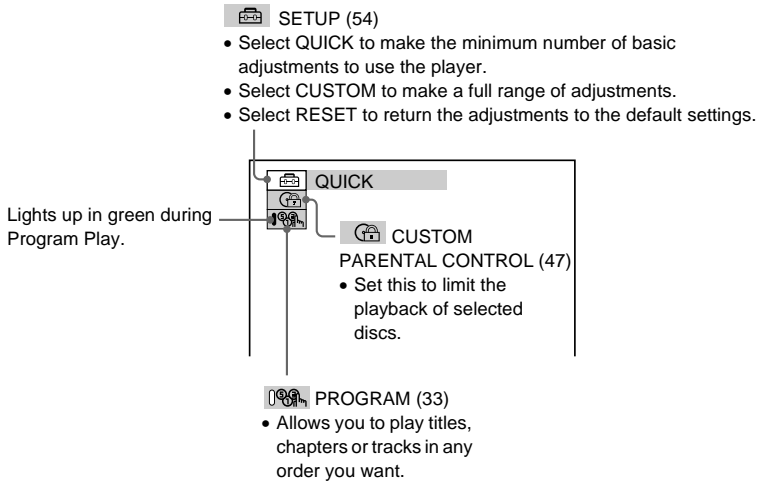 SETUP (54)
• Select QUICK to make the minimum number of basic
adjustments to use the player.
• Select CUSTOM to make a full range of adjustments.
• Select RESET to return the adjustments to the default settings.
QUICK
Lights up in green during
Program Play.
CUSTOM
PARENTAL CONTROL (47)
• Set this to limit the
playback of selected
discs.
PROGRAM (33)
• Allows you to play titles,
chapters or tracks in any
order you want.